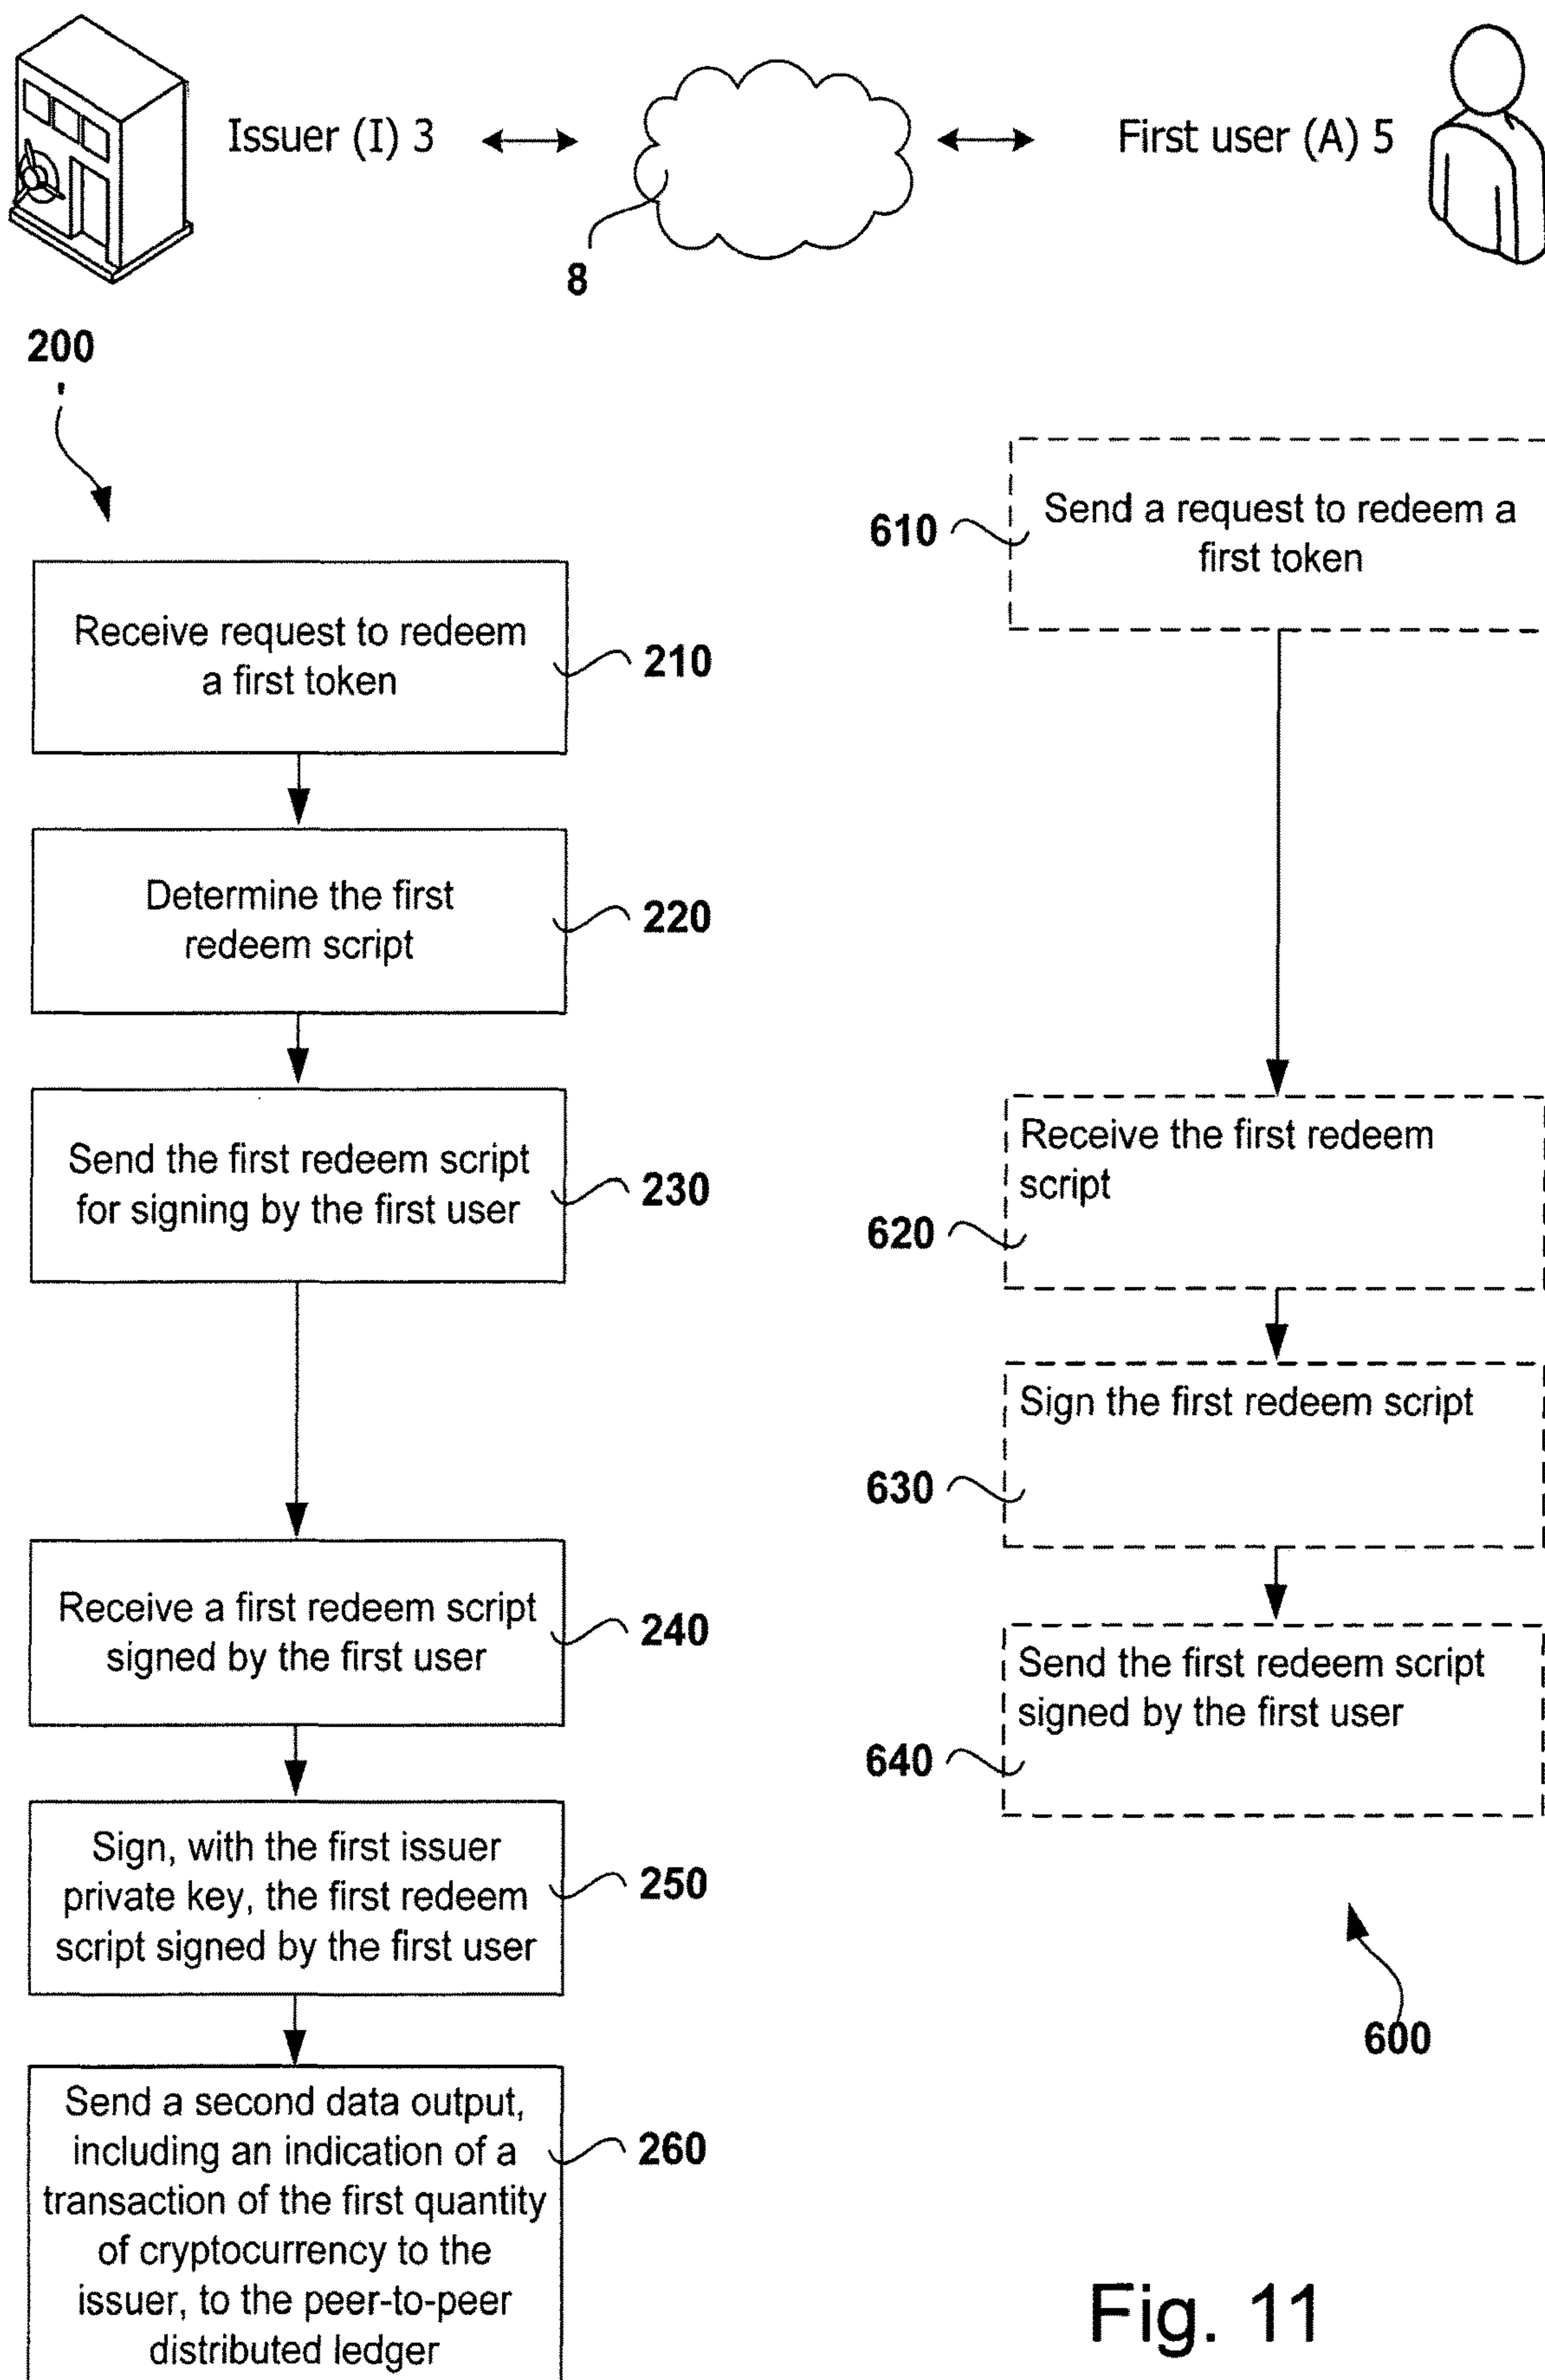 Issuer (I) 3
First user (A) 5
8
200
Receive request to redeem
a first token
210
Determine the first
redeem script
220
Send the first redeem script
for signing by the first user
230
Receive a first redeem script
signed by the first user
240
Sign, with the first issuer
private key, the first redeem
script signed by the first user
250
Send a second data output,
including an indication of a
transaction of the first quantity
of cryptocurrency to the
issuer, to the peer-to-peer
distributed ledger
260
610
Send a request to redeem a
first token
Receive the first redeem
script
620
Sign the first redeem script
630
Send the first redeem script
signed by the first user
640
600
Fig. 11